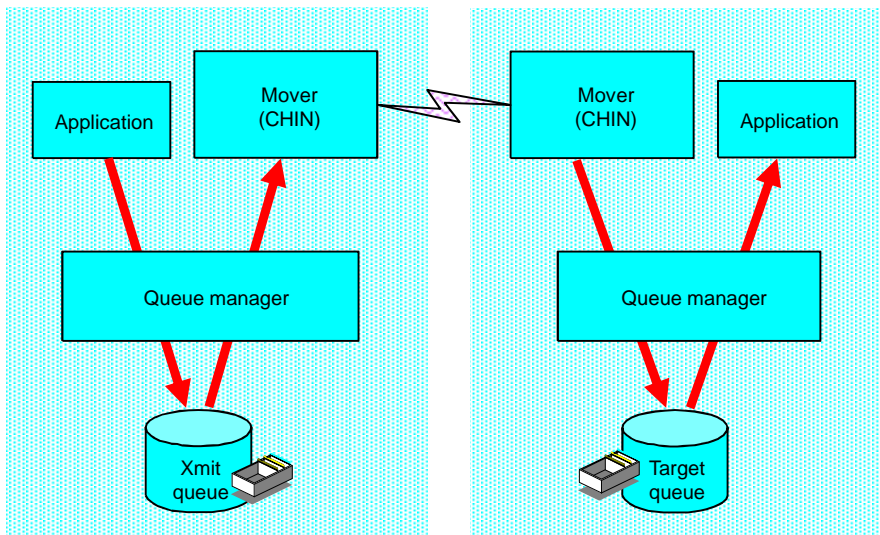 Application
Mover
(CHIN)
Queue manager
Xmit
queue
Mover
(CHIN)
Application
Queue manager
Target
queue